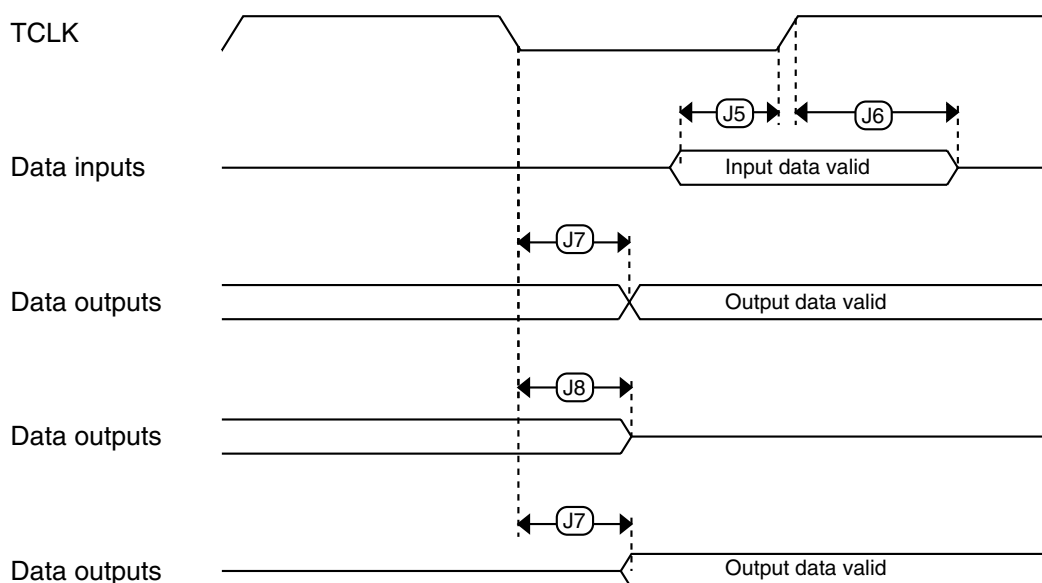 TCLK
J5
J6
Data inputs
Input data valid
J7
Data outputs
Output data valid
J8
Data outputs
J7
Data outputs
Output data valid